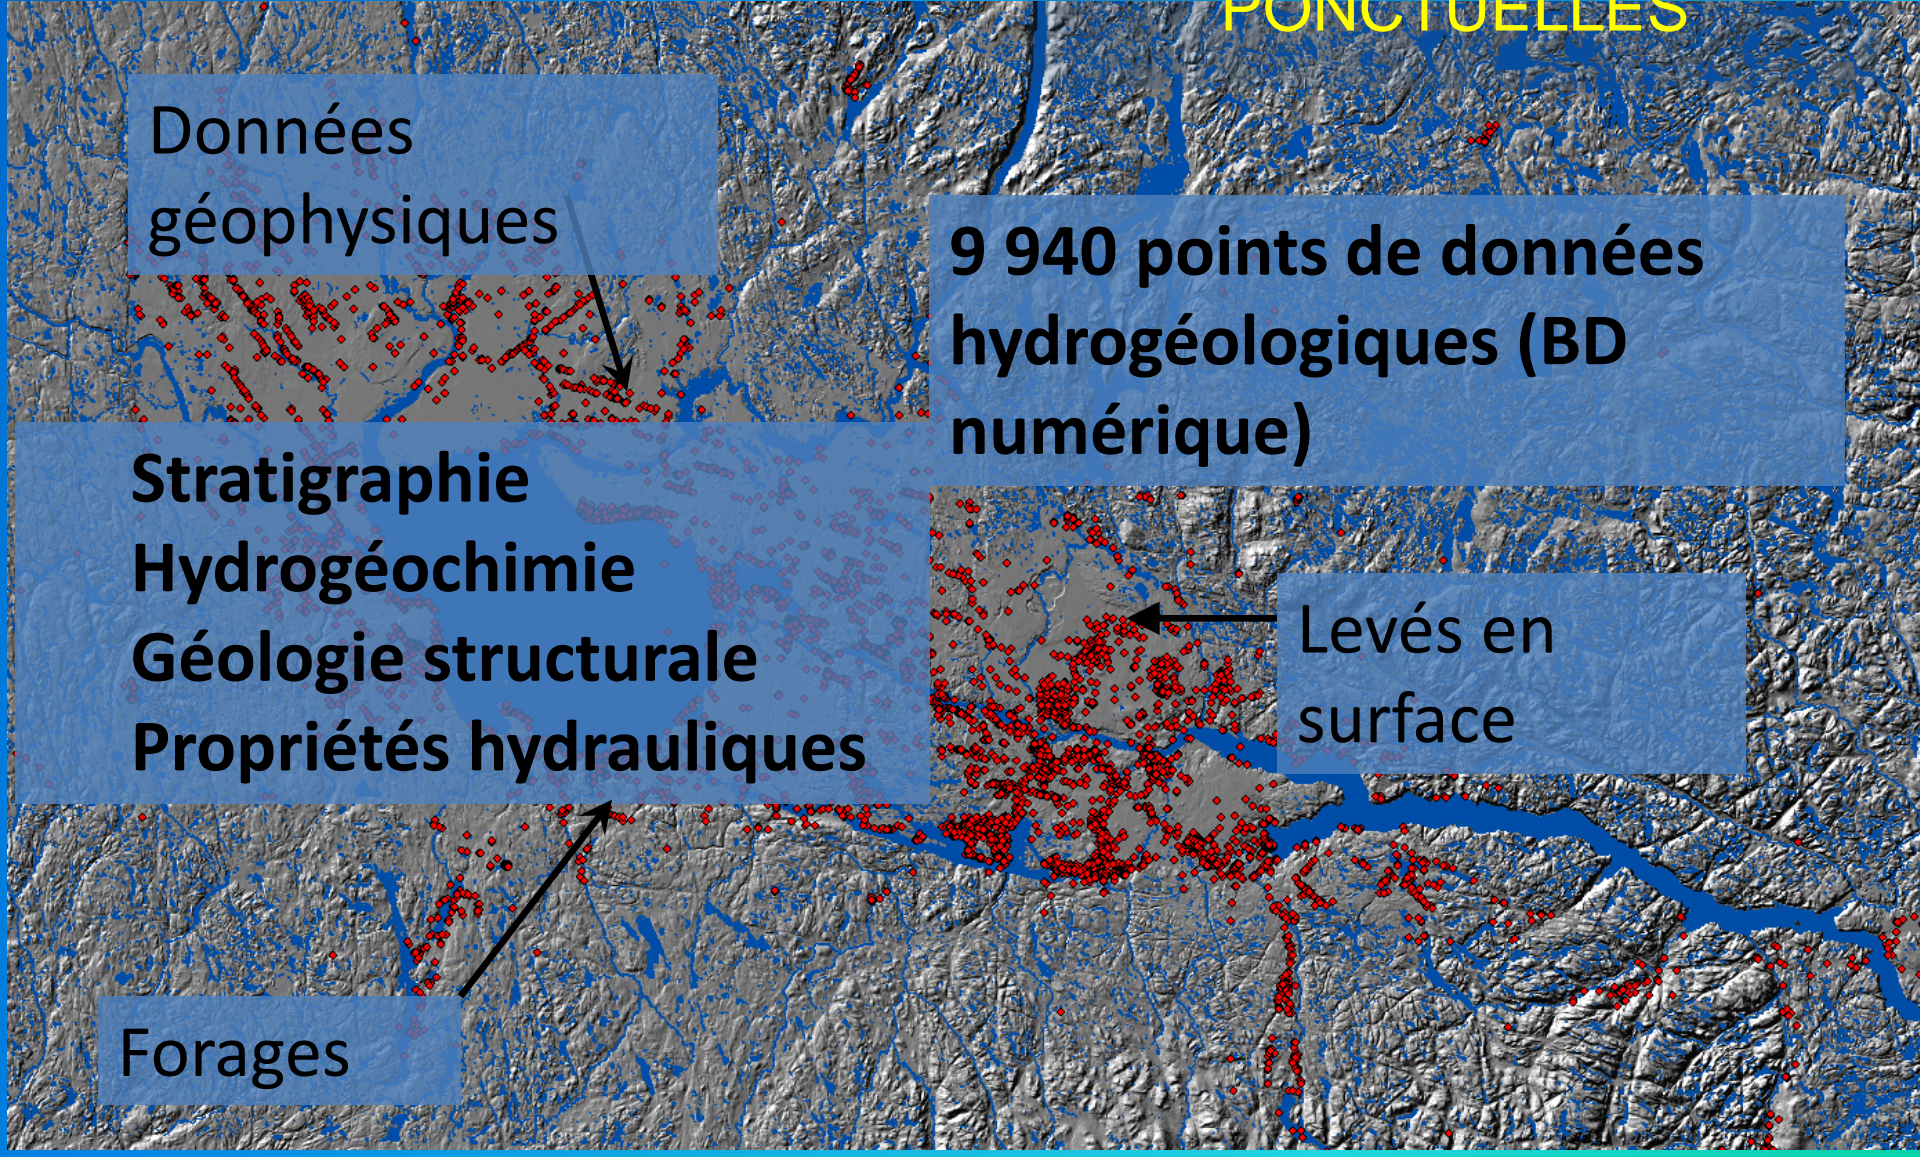 PONCTUELLES
Données
géophysiques
9 940 points de données
hydrogéologiques (BD
numérique)
Stratigraphie
Hydrogéochimie
Géologie structurale
Propriétés hydrauliques
Levés en
surface
Forages